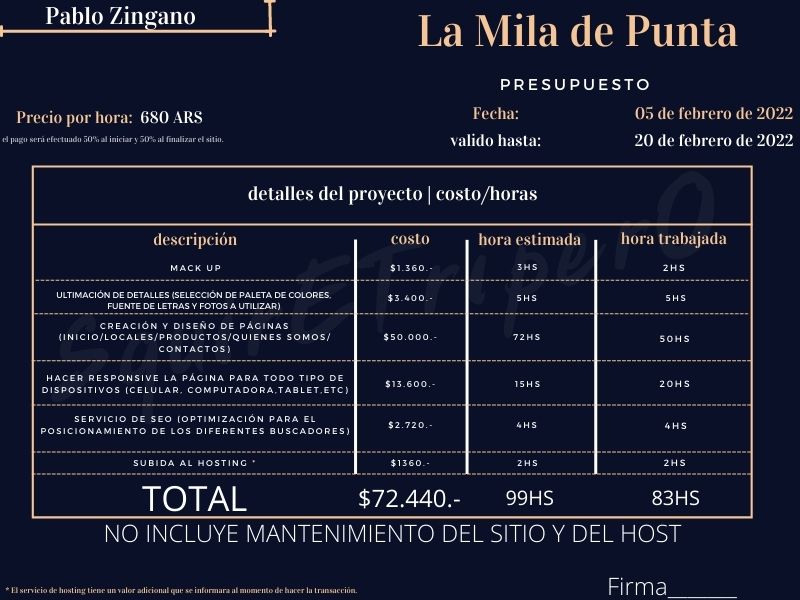 Pablo Zingano
La Mila de Punta
PRESUPUESTO
Precio por hora: 680 ARS
Fecha: 05 de febrero de 2022
el pago será efectuado 50% al iniciar y 50% al finalizar el sitio.
valido hasta: 20 de febrero de 2022
detalles del proyecto | costo/horas
descripción costo hora estimada hora trabajada
MACK UP $1.360.- 3HS 2HS
ULTIMACIÓN DE DETALLES (SELECCIÓN DE PALETA DE COLORES,
FUENTE DE LETRAS Y FOTOS A UTILIZAR) $3.400.- 5HS 5HS
CREACIÓN Y DISEÑO DE PÁGINAS
(INICIO/LOCALES/PRODUCTOS/QUIENES SOMOS/ $50.000.- 72HS 50HS
CONTACTOS)
HACER RESPONSIVE LA PÁGINA PARA TODO TIPO DE
DISPOSITIVOS (CELULAR, COMPUTADORA,TABLET,ETC) $13.600.- 15HS 20HS
SERVICIO DE SEO (OPTIMIZACIÓN PARA EL
POSICIONAMIENTO DE LOS DIFERENTES BUSCADORES) $2.720.- 4HS 4HS
SUBIDA AL HOSTING * $1360.- 2HS 2HS
TOTAL $72.440.- 99HS 83HS
NO INCLUYE MANTENIMIENTO DEL SITIO Y DEL HOST
* El servicio de hosting tiene un valor adicional que se informara al momento de hacer la transacción.
Firma_______